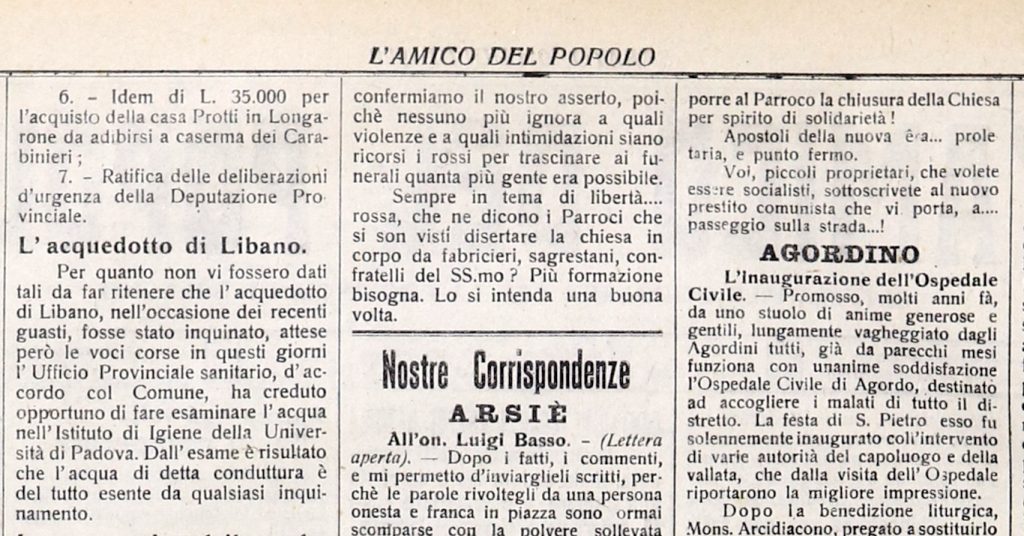 L'AMICO DEL POPOLO
6. - Idem di L. 35.000 per
l'acquisto della casa Protti in Longa-
rone da adibirsi a caserma dei Cara-
binieri ;
7. - Ratifica delle deliberazioni
d'urgenza della Deputazione Pro
vinciale.
L' acquedotto di Libano.
Per quanto non vi fossero dati
tali da far ritenere che l' acquedotto
di Libano, nell'occasione dei recenti
guasti, fosse stato inquinato, attese
però le voci corse in questi giorni
l' Ufficio Provinciale sanitario, d'ac-
cordo col Comune, ha creduto
opportuno di fare esaminare l' acqua
nell'Istituto di Igiene della Univer-
sità di Padova. Dall' esame è risultato
che l'acqua di detta conduttura è
del tutto esente da qualsiasi inqui-
namento.
confermiamo il nostro asserto, poi-
chè nessuno più ignora a quali
violenze e a quali intimidazioni siano
ricorsi i rossi per trascinare ai fu-
nerali quanta più gente era possibile.
Sempre in tema di libertà....
rossa, che ne dicono i Parroci che
si son visti disertare la chiesa in
corpo da fabricieri, sagrestani, con-
fratelli del SS.mo ? Più formazione
bisogna. Lo si intenda una buona
volta.
Nostre Corrispondenze
ARSIÈ
All'on. Luigi Basso. - (Lettera
aperta). — Dopo i fatti, i commenti,
e mi permetto d'inviarglieli scritti, per-
chè le parole rivoltegli da una persona
onesta e franca in piazza sono ormai
scomparse con la polvere sollevata
porre al Parroco la chiusura della Chiesa
per spirito di solidarietà !
Apostoli della nuova èra... prole
taria, e punto fermo.
Voi, piccoli proprietari, che volete
essere socialisti, sottoscrivete al nuovo
prestito comunista che vi porta, a....
passeggio sulla strada...!
AGORDINO
L'Inaugurazione dell'Ospedale
Civile. — Promosso, molti anni fà,
da uno stuolo di anime generose e
gentili, lungamente vagheggiato dagli
Agordini tutti, già da parecchi mesi
funziona con unanime soddisfazione
l'Ospedale Civile di Agordo, destinato
ad accogliere i malati di tutto il di-
stretto. La festa di S. Pietro esso fu
solennemente inaugurato coll'intervento
di varie autorità del capoluogo e della
vallata, che dalla visita dell' Ospedale
riportarono la migliore impressione.
Dopo la benedizione liturgica,
Mons. Arcidiacono, pregato a sostituirlo